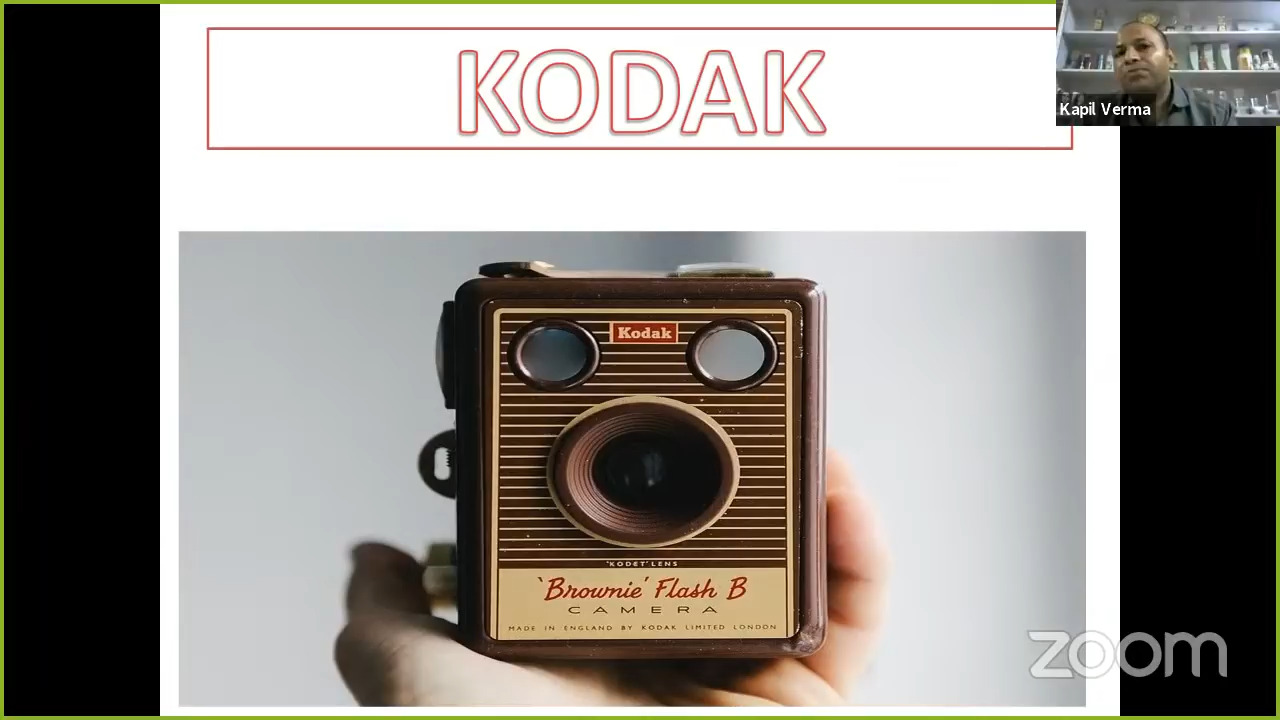 KODAK
Kapil Verma
Kodak
'KODET' LENS
'Brownie' Flash B
CAMERA
MADE IN ENGLAND BY KODAK LIMITED LONDON
zoom